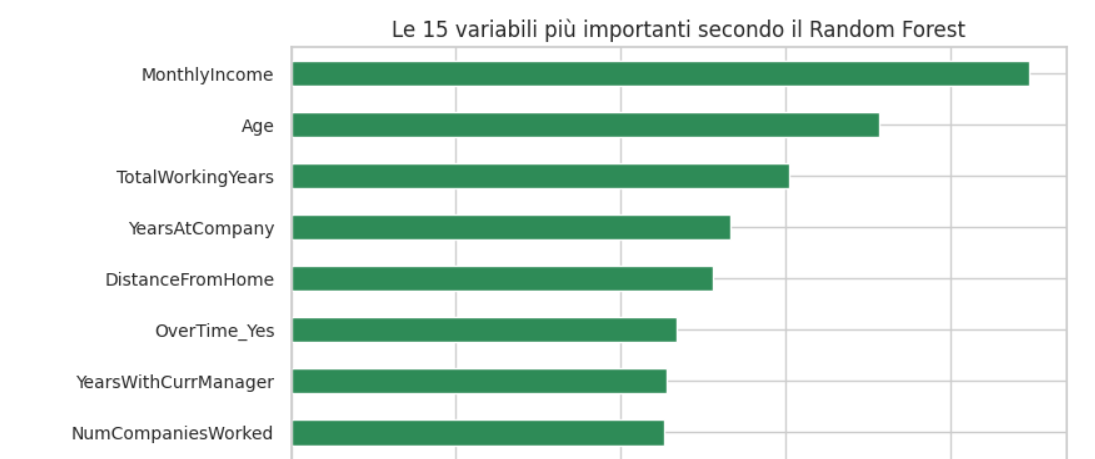 Le 15 variabili più importanti secondo il Random Forest
MonthlyIncome
Age
TotalWorkingYears
YearsAtCompany
DistanceFromHome
OverTime_Yes
YearsWithCurrManager
NumCompaniesWorked